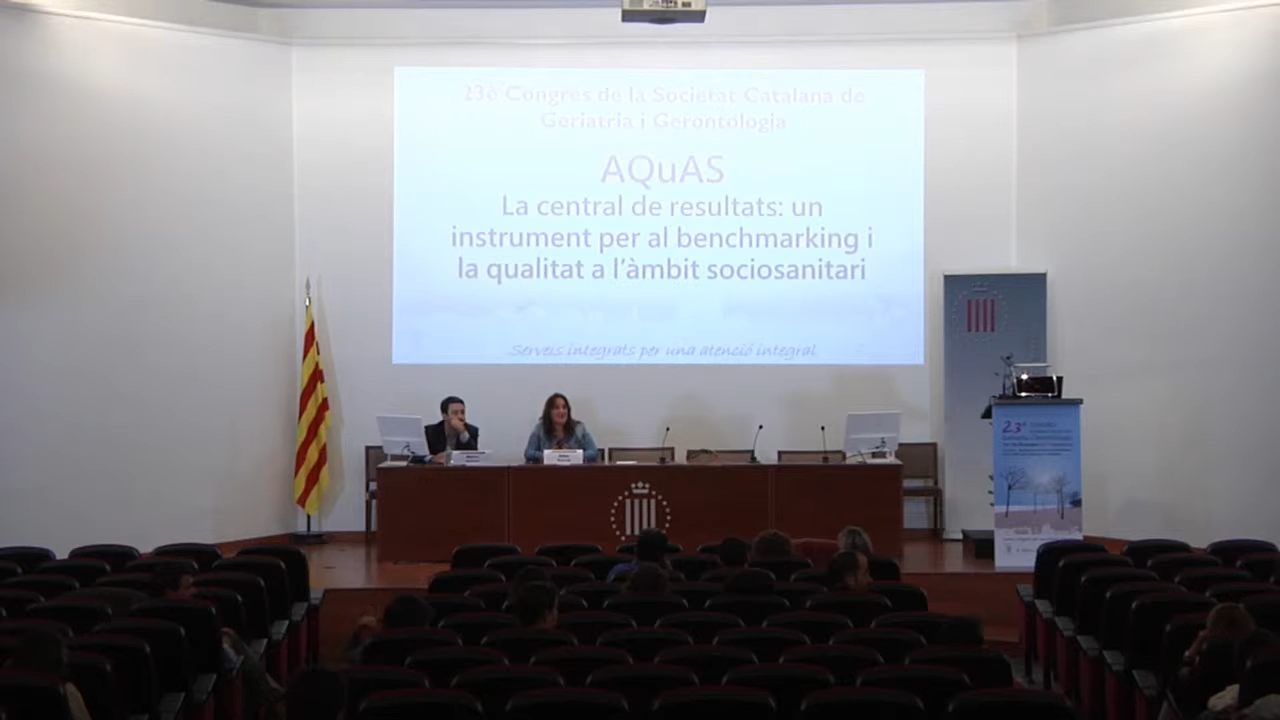 23è Congres de la Societat Catalana de
Geriatria i Gerontologia
AQuAS
La central de resultats: un
instrument per al benchmarking i
la qualitat a l'àmbit sociosanitari
Serveis integrats per una atenció integral
23è